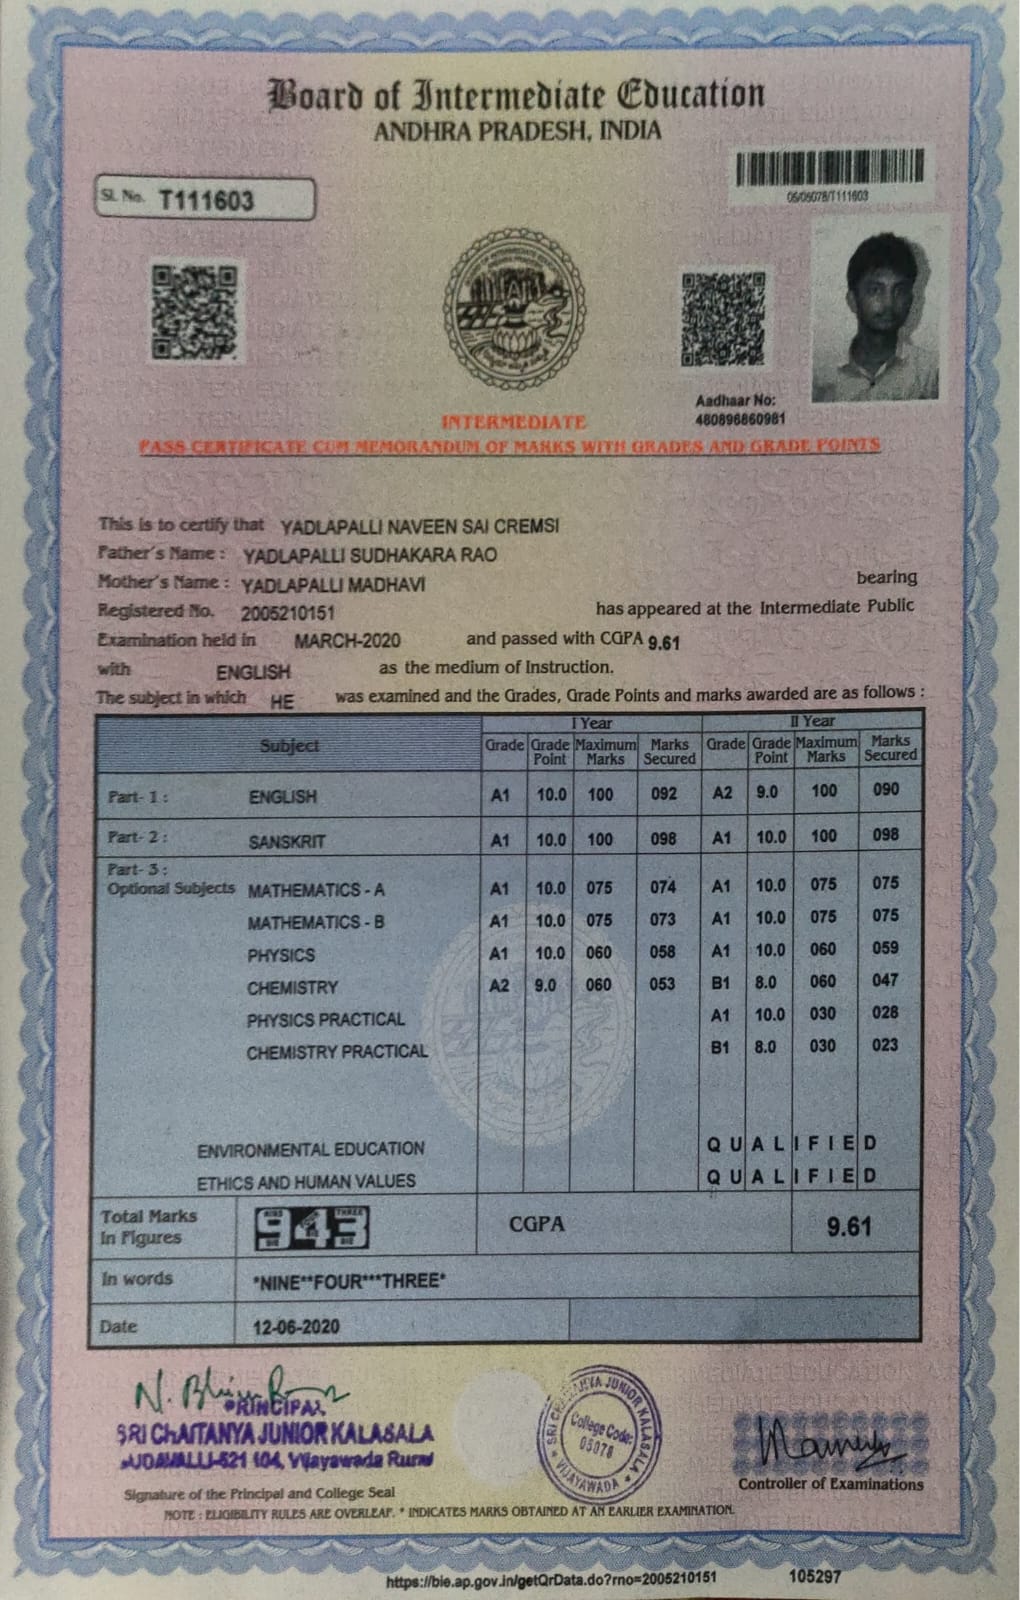 Board of Intermediate Education
ANDHRA PRADESH, INDIA
SL. No. T111603
06/05078/T111603
Aadhaar No:
480896860981
INTERMEDIATE
PASS CERTIFICATE CUM MEMORANDUM OF MARKS WITH GRADES AND GRADE POINTS
This is to certify that YADLAPALLI NAVEEN SAI CREMSI
Father's Name : YADLAPALLI SUDHAKARA RAO
Mother's Name : YADLAPALLI MADHAVI bearing
Registered No. 2005210151 has appeared at the Intermediate Public
Examination held in MARCH-2020 and passed with CGPA 9.61
with ENGLISH as the medium of Instruction.
The subject in which HE was examined and the Grades, Grade Points and marks awarded are as follows :
Subject I Year II Year
Grade Grade Point Maximum Marks Marks Secured Grade Grade Point Maximum Marks Marks Secured
Part- 1 : ENGLISH A1 10.0 100 092 A2 9.0 100 090
Part- 2 : SANSKRIT A1 10.0 100 098 A1 10.0 100 098
Part- 3 :
Optional Subjects MATHEMATICS - A A1 10.0 075 074 A1 10.0 075 075
MATHEMATICS - B A1 10.0 075 073 A1 10.0 075 075
PHYSICS A1 10.0 060 058 A1 10.0 060 059
CHEMISTRY A2 9.0 060 053 B1 8.0 060 047
PHYSICS PRACTICAL A1 10.0 030 028
CHEMISTRY PRACTICAL B1 8.0 030 023
ENVIRONMENTAL EDUCATION QUALIFIED
ETHICS AND HUMAN VALUES QUALIFIED
Total Marks In Figures 943 CGPA 9.61
In words *NINE**FOUR***THREE*
Date 12-06-2020
PRINCIPAL
SRI CHAITANYA JUNIOR KALASALA
-521 104, Vijayawada Rural
SRI CHAITANYA JUNIOR KALASALA
College Code:
05078
* VIJAYAWADA *
Signature of the Principal and College Seal
Controller of Examinations
NOTE : ELIGIBILITY RULES ARE OVERLEAF. * INDICATES MARKS OBTAINED AT AN EARLIER EXAMINATION.
https://bie.ap.gov.in/getQrData.do?rno=2005210151
105297